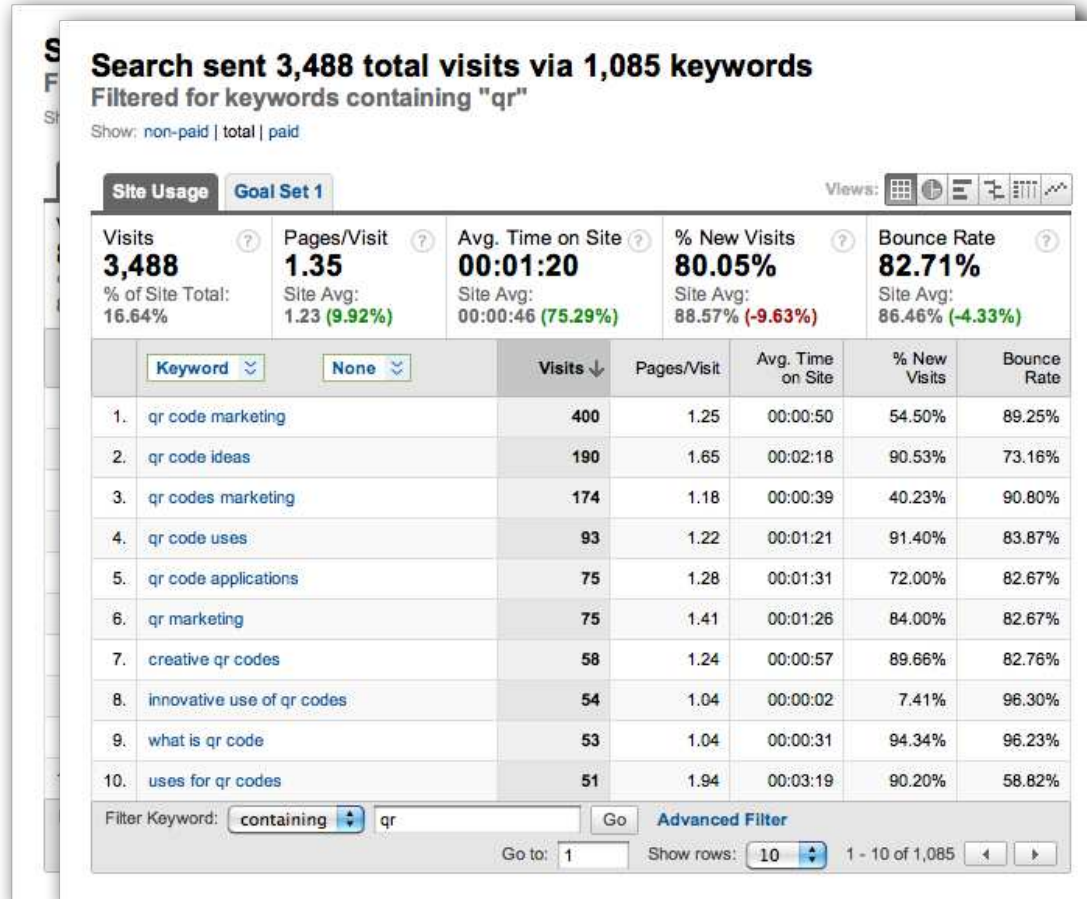 Search sent 3,488 total visits via 1,085 keywords
Filtered for keywords containing "qr"
Show: non-paid | total | paid
Site Usage Goal Set 1 Views:
Visits ? Pages/Visit ? Avg. Time on Site ? % New Visits ? Bounce Rate ?
3,488 1.35 00:01:20 80.05% 82.71%
% of Site Total: Site Avg: Site Avg: Site Avg: Site Avg:
16.64% 1.23 (9.92%) 00:00:46 (75.29%) 88.57% (-9.63%) 86.46% (-4.33%)
Keyword None Visits ↓ Pages/Visit Avg. Time on Site % New Visits Bounce Rate
1. qr code marketing 400 1.25 00:00:50 54.50% 89.25%
2. qr code ideas 190 1.65 00:02:18 90.53% 73.16%
3. qr codes marketing 174 1.18 00:00:39 40.23% 90.80%
4. qr code uses 93 1.22 00:01:21 91.40% 83.87%
5. qr code applications 75 1.28 00:01:31 72.00% 82.67%
6. qr marketing 75 1.41 00:01:26 84.00% 82.67%
7. creative qr codes 58 1.24 00:00:57 89.66% 82.76%
8. innovative use of qr codes 54 1.04 00:00:02 7.41% 96.30%
9. what is qr code 53 1.04 00:00:31 94.34% 96.23%
10. uses for qr codes 51 1.94 00:03:19 90.20% 58.82%
Filter Keyword: containing qr Go Advanced Filter
Go to: 1 Show rows: 10 1 - 10 of 1,085